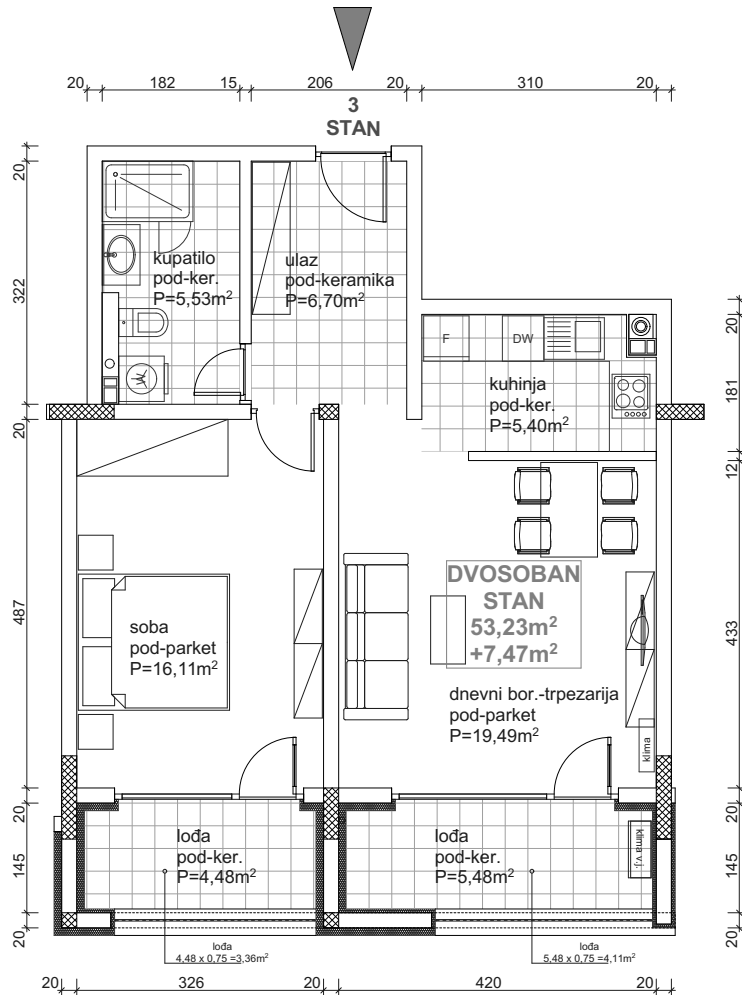 20 182 15 206 20 310 20
3
STAN
20
322
20
487
20
145
20
20
181
12
433
20
145
20
kupatilo
pod-ker.
P=5,53m²
ulaz
pod-keramika
P=6,70m²
F
DW
kuhinja
pod-ker.
P=5,40m²
DVOSOBAN
STAN
53,23m²
+7,47m²
soba
pod-parket
P=16,11m²
dnevni bor.-trpezarija
pod-parket
P=19,49m²
klima
lođa
pod-ker.
P=4,48m²
lođa
pod-ker.
P=5,48m²
klima v.j.
lođa
4,48 x 0,75 =3,36m²
lođa
5,48 x 0,75 =4,11m²
20 326 20 420 20